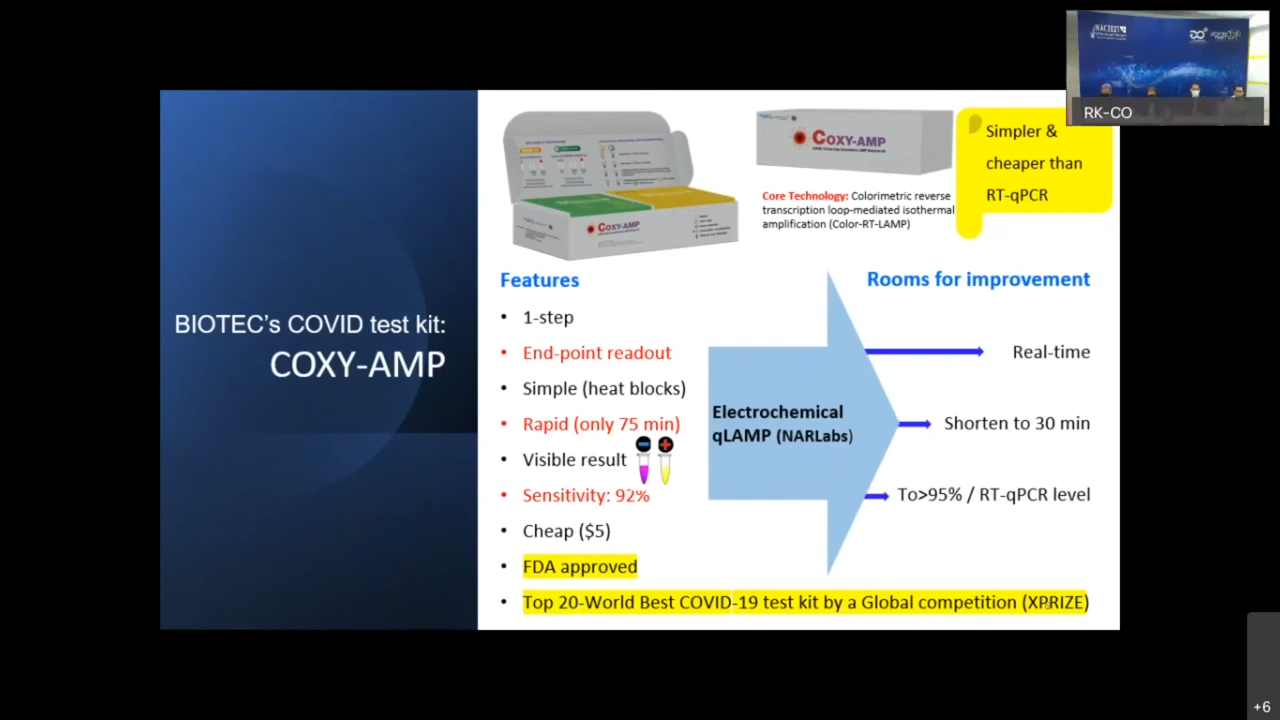 NAC2021
RK-CO
BIOTEC's COVID test kit:
COXY-AMP
COXY-AMP
COXY-AMP
Simpler &
cheaper than
RT-qPCR
Core Technology: Colorimetric reverse
transcription loop-mediated isothermal
amplification (Color-RT-LAMP)
Features
• 1-step
• End-point readout
• Simple (heat blocks)
• Rapid (only 75 min)
• Visible result
• Sensitivity: 92%
• Cheap ($5)
• FDA approved
• Top 20-World Best COVID-19 test kit by a Global competition (XPRIZE)
Electrochemical
qLAMP (NARLabs)
Rooms for improvement
Real-time
Shorten to 30 min
To>95% / RT-qPCR level
+6